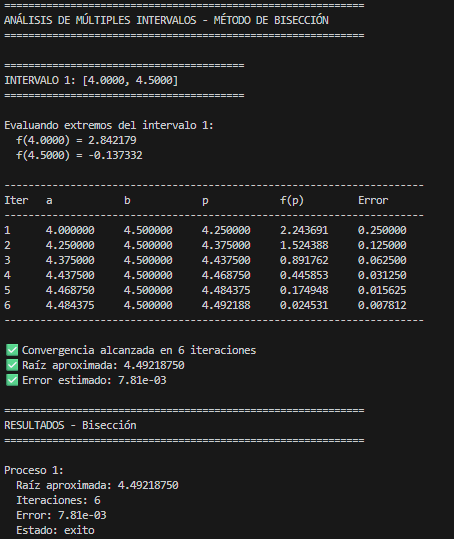 ============================================================
ANÁLISIS DE MÚLTIPLES INTERVALOS - MÉTODO DE BISECCIÓN
============================================================
========================================
INTERVALO 1: [4.0000, 4.5000]
========================================
Evaluando extremos del intervalo 1:
f(4.0000) = 2.842179
f(4.5000) = -0.137332
----------------------------------------------------------------------
Iter a b p f(p) Error
----------------------------------------------------------------------
1 4.000000 4.500000 4.250000 2.243691 0.250000
2 4.250000 4.500000 4.375000 1.524388 0.125000
3 4.375000 4.500000 4.437500 0.891762 0.062500
4 4.437500 4.500000 4.468750 0.445853 0.031250
5 4.468750 4.500000 4.484375 0.174948 0.015625
6 4.484375 4.500000 4.492188 0.024531 0.007812
----------------------------------------------------------------------
✅ Convergencia alcanzada en 6 iteraciones
✅ Raíz aproximada: 4.49218750
✅ Error estimado: 7.81e-03
============================================================
RESULTADOS - Bisección
============================================================
Proceso 1:
Raíz aproximada: 4.49218750
Iteraciones: 6
Error: 7.81e-03
Estado: exito